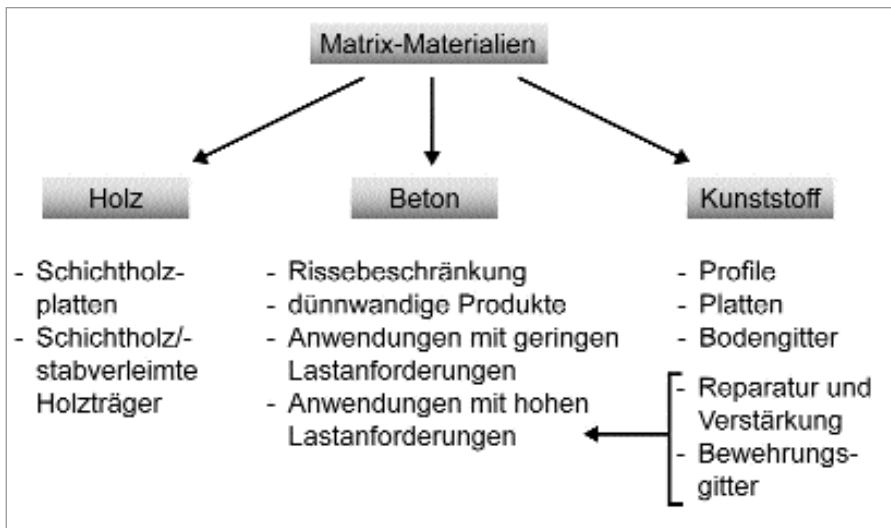 Matrix-Materialien
Holz
- Schichtholz-
platten
- Schichtholz/-
stabverleimte
Holzträger
Beton
- Rissebeschränkung
- dünnwandige Produkte
- Anwendungen mit geringen
Lastanforderungen
- Anwendungen mit hohen
Lastanforderungen
Kunststoff
- Profile
- Platten
- Bodengitter
- Reparatur und
Verstärkung
- Bewehrungs-
gitter